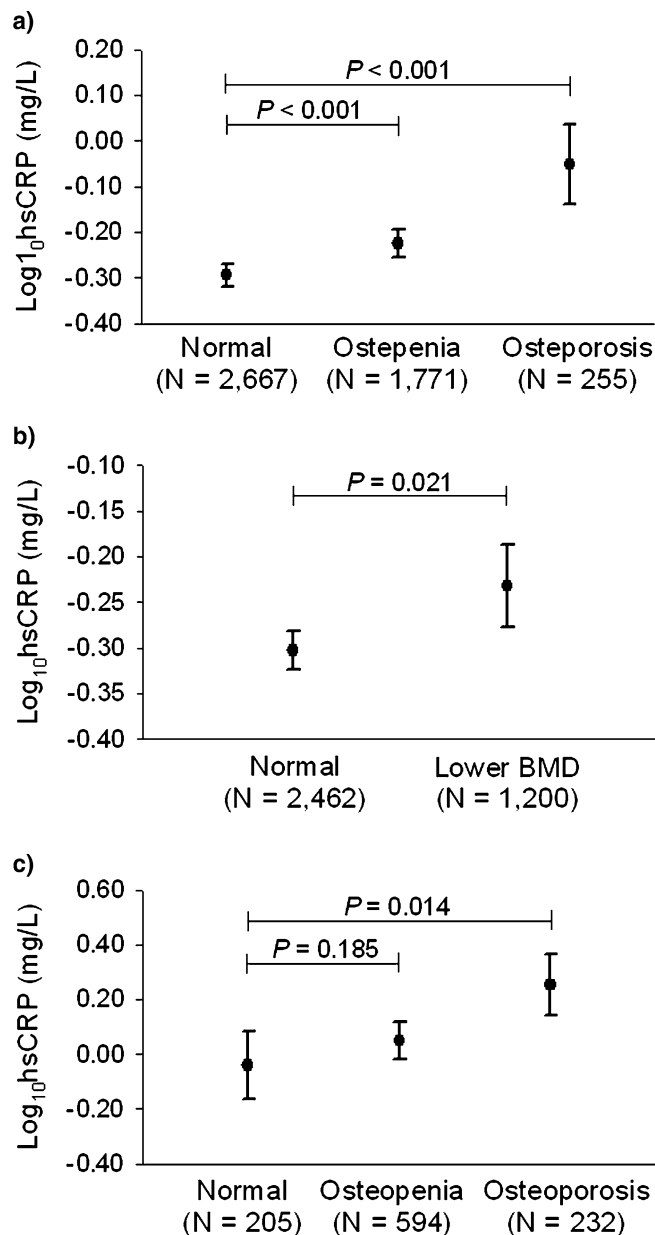 a)
0.20
0.10
0.00
-0.10
-0.20
-0.30
-0.40
Log1₀hsCRP (mg/L)
P < 0.001
P < 0.001
Normal Ostepenia Osteporosis
(N = 2,667) (N = 1,771) (N = 255)
b)
-0.10
-0.15
-0.20
-0.25
-0.30
-0.35
-0.40
Log₁₀hsCRP (mg/L)
P = 0.021
Normal Lower BMD
(N = 2,462) (N = 1,200)
c)
0.60
0.40
0.20
0.00
-0.20
-0.40
Log₁₀hsCRP (mg/L)
P = 0.014
P = 0.185
Normal Osteopenia Osteoporosis
(N = 205) (N = 594) (N = 232)